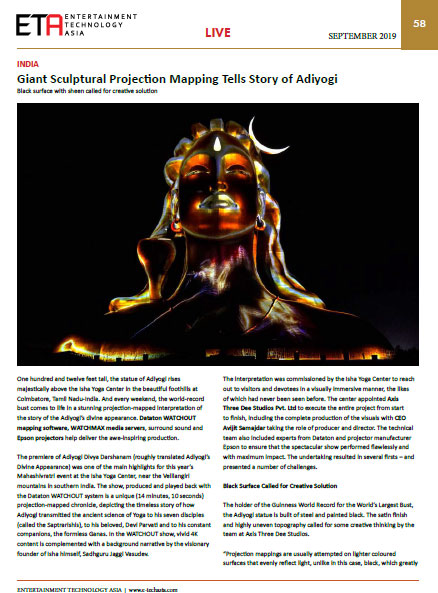 ETA ENTERTAINMENT
TECHNOLOGY
ASIA
LIVE
SEPTEMBER 2019
58
INDIA
Giant Sculptural Projection Mapping Tells Story of Adiyogi
Black surface with sheen called for creative solution
One hundred and twelve feet tall, the statue of Adiyogi rises
majestically above the Isha Yoga Center in the beautiful foothills at
Coimbatore, Tamil Nadu-India. And every weekend, the world-record
bust comes to life in a stunning projection-mapped interpretation of
the story of the Adiyogi's divine appearance. Dataton WATCHOUT
mapping software, WATCHMAX media servers, surround sound and
Epson projectors help deliver the awe-inspiring production.
The premiere of Adiyogi Divya Darshanam (roughly translated Adiyogi's
Divine Appearance) was one of the main highlights for this year's
Mahashivratri event at the Isha Yoga Center, near the Velliangiri
mountains in southern India. The show, produced and played back with
the Dataton WATCHOUT system is a unique (14 minutes, 10 seconds)
projection-mapped chronicle, depicting the timeless story of how
Adiyogi transmitted the ancient science of Yoga to his seven disciples
(called the Saptrarishis), to his beloved, Devi Parvati and to his constant
companions, the formless Ganas. In the WATCHOUT show, vivid 4K
content is complemented with a background narrative by the visionary
founder of Isha himself, Sadhguru Jaggi Vasudev.
The interpretation was commissioned by the Isha Yoga Center to reach
out to visitors and devotees in a visually immersive manner, the likes
of which had never been seen before. The center appointed Axis
Three Dee Studios Pvt. Ltd to execute the entire project from start
to finish, including the complete production of the visuals with CEO
Avijit Samajdar taking the role of producer and director. The technical
team also included experts from Dataton and projector manufacturer
Epson to ensure that the spectacular show performed flawlessly and
with maximum impact. The undertaking resulted in several firsts – and
presented a number of challenges.
Black Surface Called for Creative Solution
The holder of the Guinness World Record for the World's Largest Bust,
the Adiyogi statue is built of steel and painted black. The satin finish
and highly uneven topography called for some creative thinking by the
team at Axis Three Dee Studios.
"Projection mappings are usually attempted on lighter coloured
surfaces that evenly reflect light, unlike in this case, black, which greatly
ENTERTAINMENT TECHNOLOGY ASIA | www.e-techasia.com